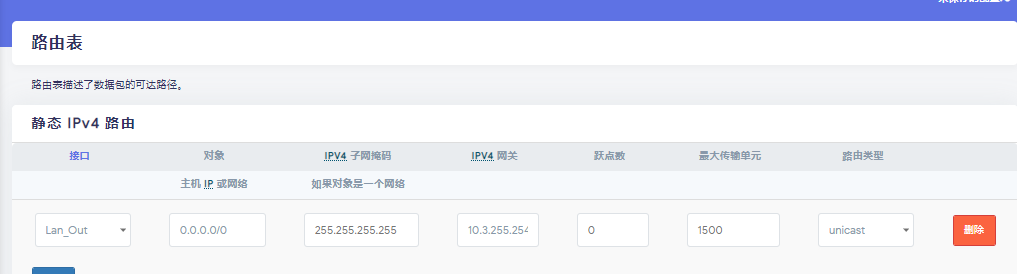 路由表
路由表描述了数据包的可达路径。
静态 IPv4 路由
接口 对象 IPV4 子网掩码 IPV4 网关 跃点数 最大传输单元 路由类型
主机 IP 或网络 如果对象是一个网络
Lan_Out 0.0.0.0/0 255.255.255.255 10.3.255.254 0 1500 unicast 删除